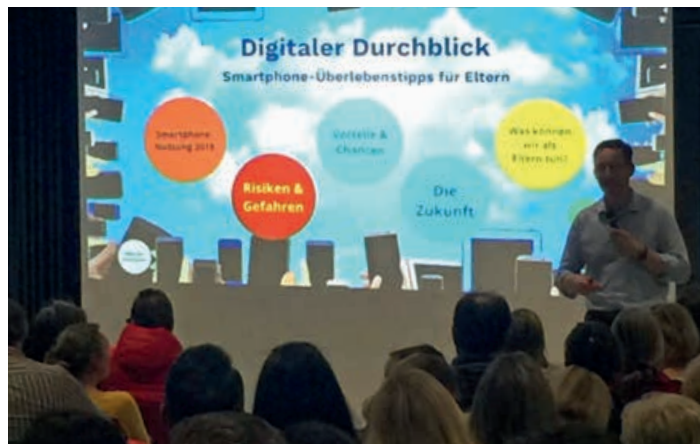 Digitaler Durchblick
Smartphone-Überlebenstipps für Eltern
Smartphone-
Nutzung 2019
Risiken &
Gefahren
Vorteile &
Chancen
Die
Zukunft
Was können
wir als
Eltern tun?